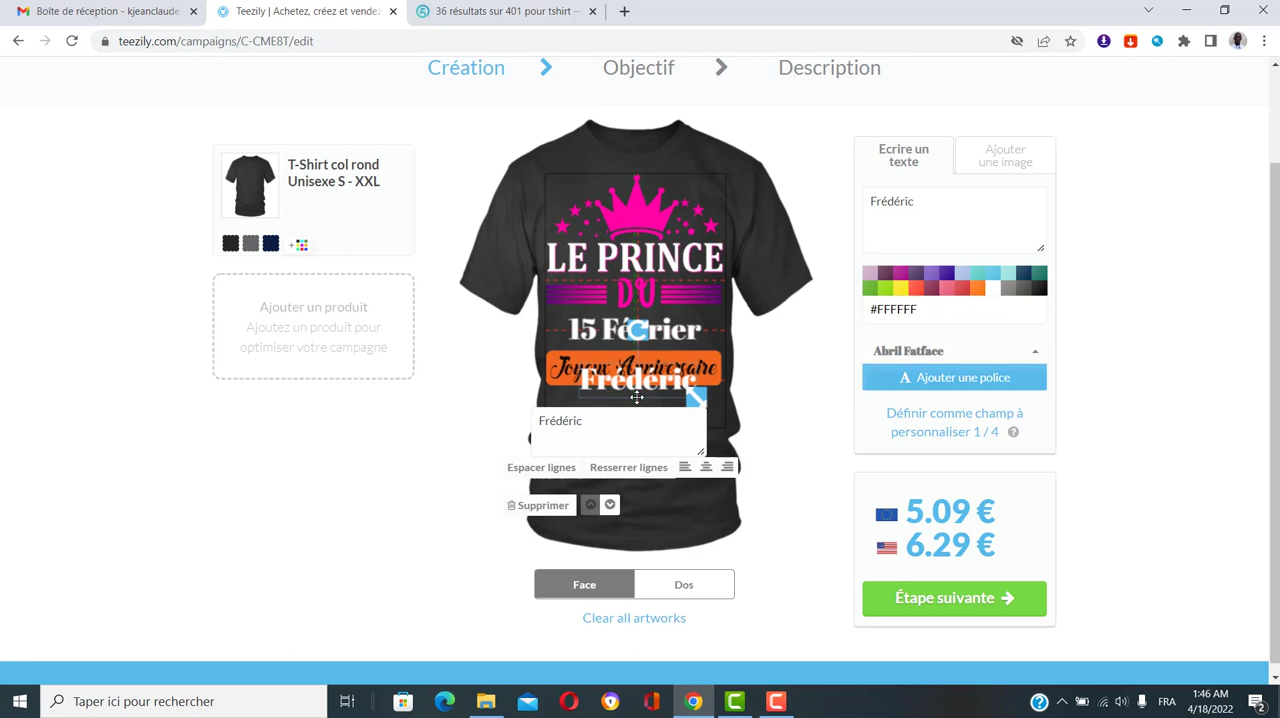 Boîte de réception - kjeanclaude
Teezily | Achetez, créez et vendez
36 résultats sur 401 pour tshirt —
teezily.com/campaigns/C-CME8T/edit
Création
Objectif
Description
T-Shirt col rond
Unisexe S - XXL
Ajouter un produit
Ajoutez un produit pour
optimiser votre campagne
LE PRINCE
DU
15 Février
Joyeux Anniversaire
Frédéric
Frédéric
Espacer lignes
Resserrer lignes
Supprimer
Face
Dos
Clear all artworks
Ecrire un
texte
Ajouter
une image
Frédéric
#FFFFFF
Abril Fatface
Ajouter une police
Définir comme champ à
personnaliser 1 / 4
5.09 €
6.29 €
Étape suivante
Taper ici pour rechercher
FRA
1:46 AM
4/18/2022
2